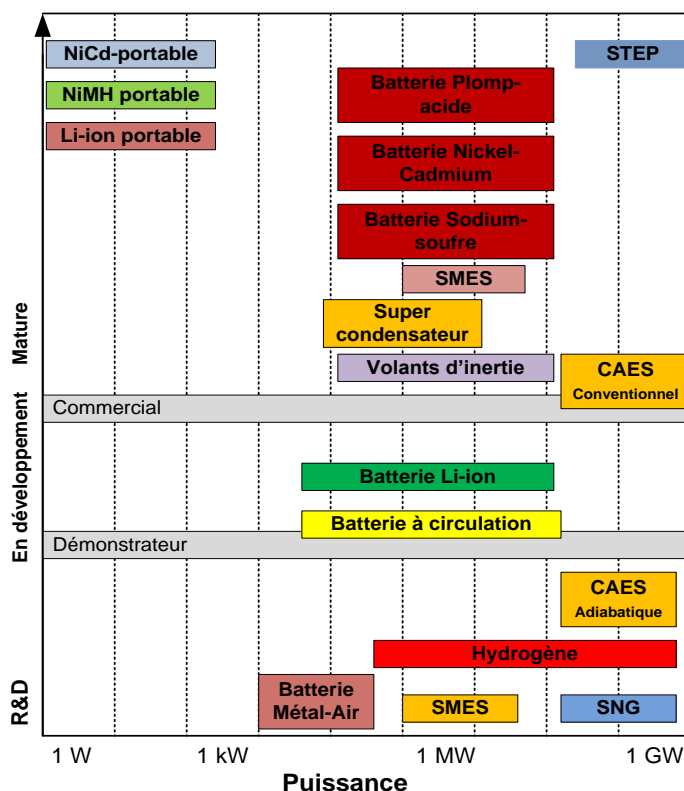 NiCd-portable
STEP
NiMH portable
Batterie Plomp-
acide
Li-ion portable
Batterie Nickel-
Cadmium
Batterie Sodium-
soufre
SMES
Super
condensateur
Volants d'inertie
CAES
Conventionnel
Commercial
Batterie Li-ion
Batterie à circulation
Démonstrateur
CAES
Adiabatique
Hydrogène
Batterie
Métal-Air
SMES
SNG
Mature
En développement
R&D
1 W
1 kW
1 MW
1 GW
Puissance